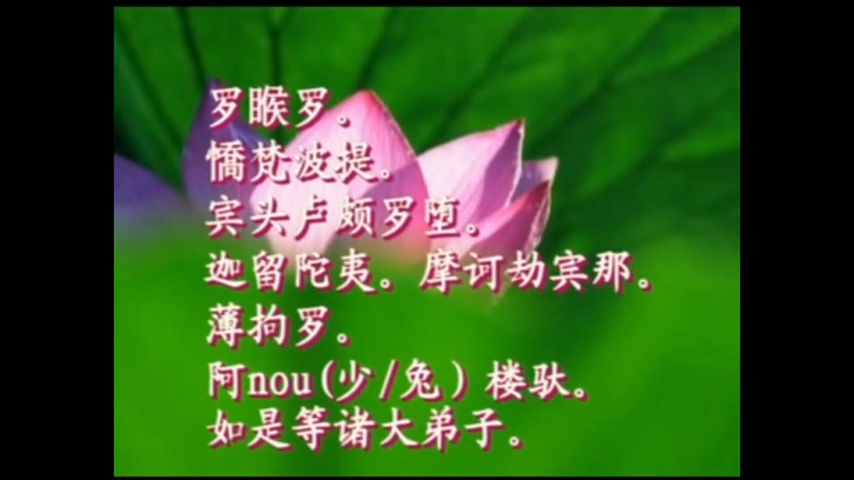 罗睺罗。
憍梵波提。
宾头卢颇罗堕。
迦留陀夷。摩诃劫宾那。
薄拘罗。
阿nou(少/兔) 楼驮。
如是等诸大弟子。